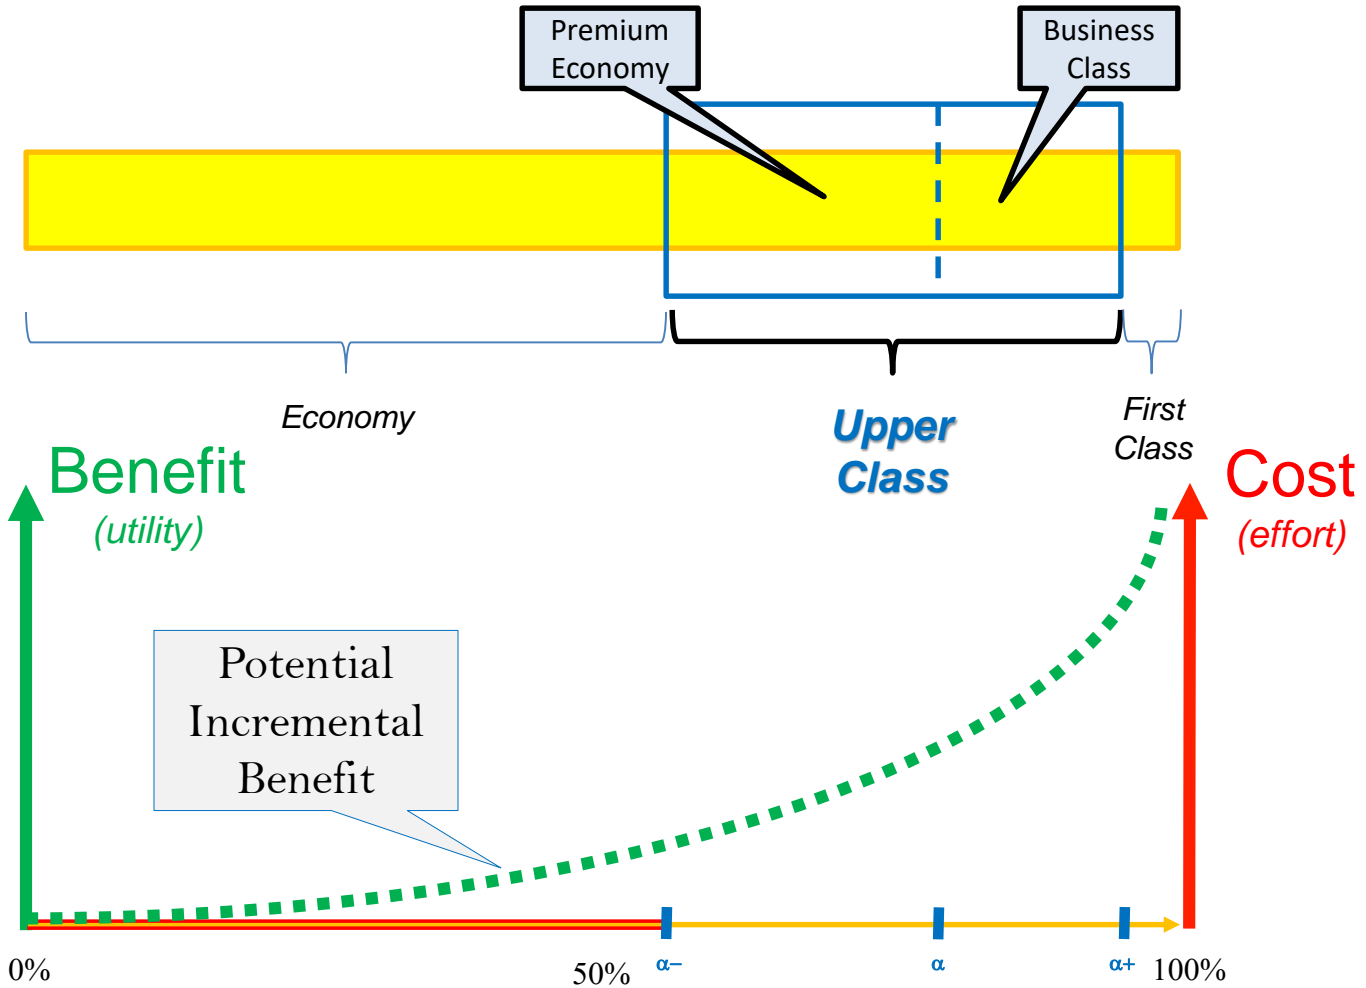 Premium
Economy
Business
Class
Economy
Upper
Class
First
Class
Benefit
(utility)
Cost
(effort)
Potential
Incremental
Benefit
0%
50%
α−
α
α+
100%